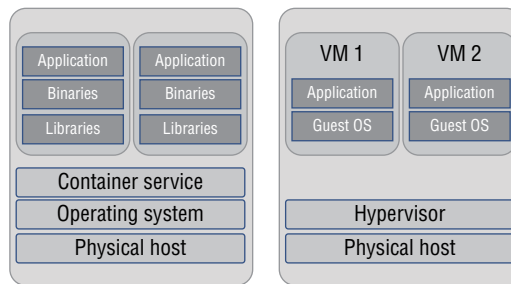 Application
Binaries
Libraries
Application
Binaries
Libraries
Container service
Operating system
Physical host
VM 1
Application
Guest OS
VM 2
Application
Guest OS
Hypervisor
Physical host